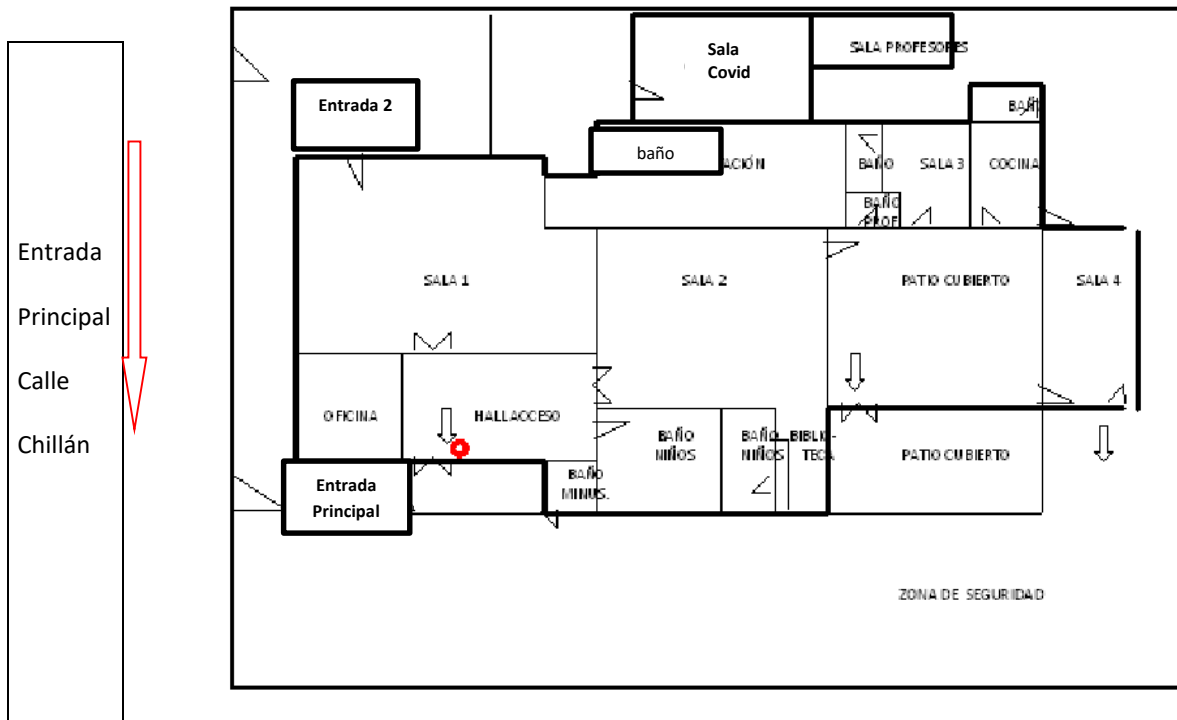 Sala
Covid
SALA PROFESORES
Entrada 2
BAÑO
baño
ACIÓN
BAÑO
SALA 3
COCINA
BAÑO
PROF.
Entrada
Principal
Calle
Chillán
SALA 1
SALA 2
PATIO CUBIERTO
SALA 4
OFICINA
HALL ACCESO
BAÑO
NIÑOS
BAÑO
NIÑOS
BIBLIO-
TECA
PATIO CUBIERTO
BAÑO
MINUS.
Entrada
Principal
ZONA DE SEGURIDAD